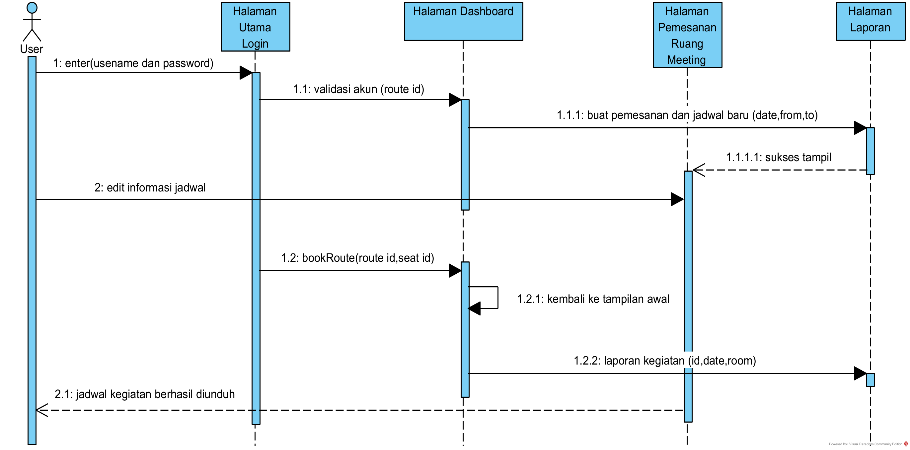 Halaman
Utama
Login
Halaman Dashboard
Halaman
Pemesanan
Ruang
Meeting
Halaman
Laporan
User
1: enter(usename dan password)
1.1: validasi akun (route id)
1.1.1: buat pemesanan dan jadwal baru (date,from,to)
1.1.1.1: sukses tampil
2: edit informasi jadwal
1.2: bookRoute(route id,seat id)
1.2.1: kembali ke tampilan awal
1.2.2: laporan kegiatan (id,date,room)
2.1: jadwal kegiatan berhasil diunduh